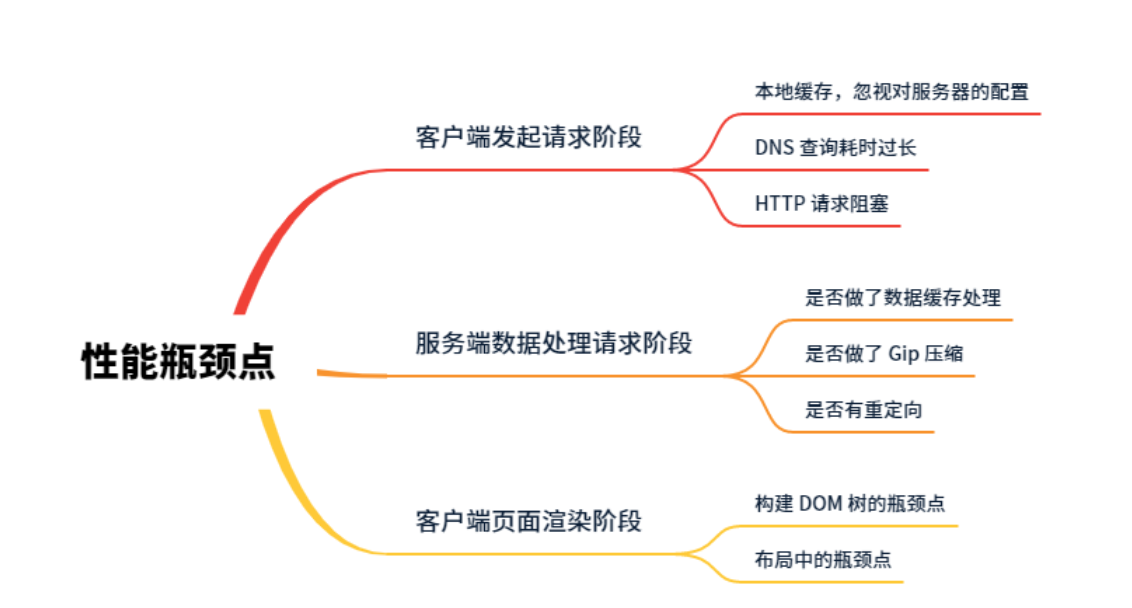 性能瓶颈点
客户端发起请求阶段
本地缓存，忽视对服务器的配置
DNS 查询耗时过长
HTTP 请求阻塞
服务端数据处理请求阶段
是否做了数据缓存处理
是否做了 Gip 压缩
是否有重定向
客户端页面渲染阶段
构建 DOM 树的瓶颈点
布局中的瓶颈点